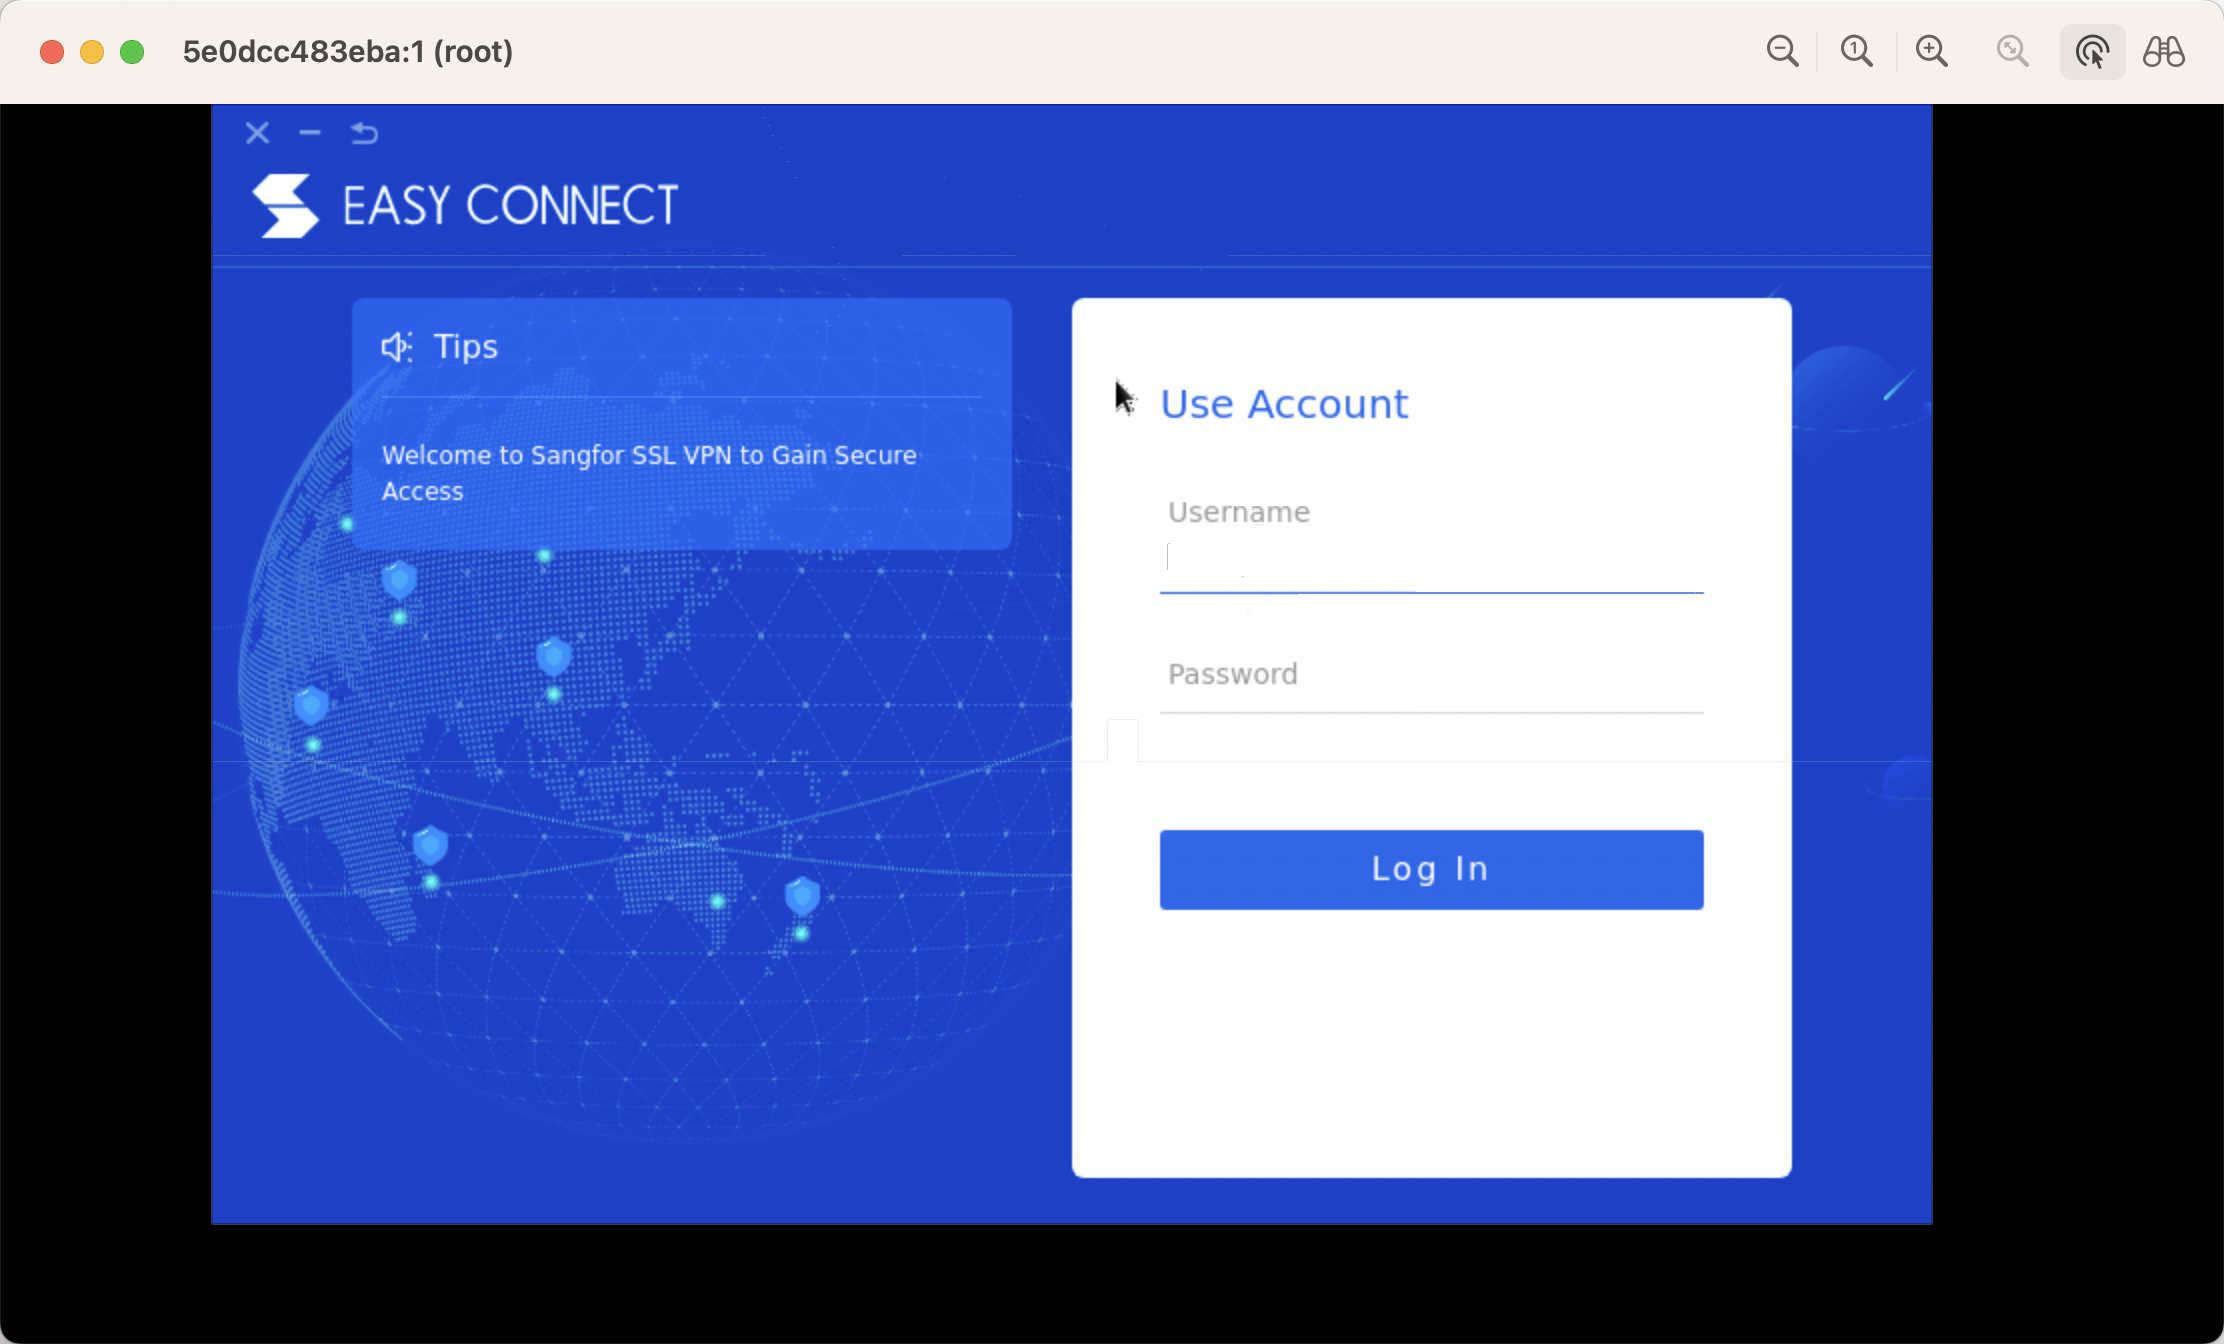 5e0dcc483eba:1 (root)
1
EASY CONNECT
Tips
Welcome to Sangfor SSL VPN to Gain Secure
Access
Use Account
Username
Password
Log In